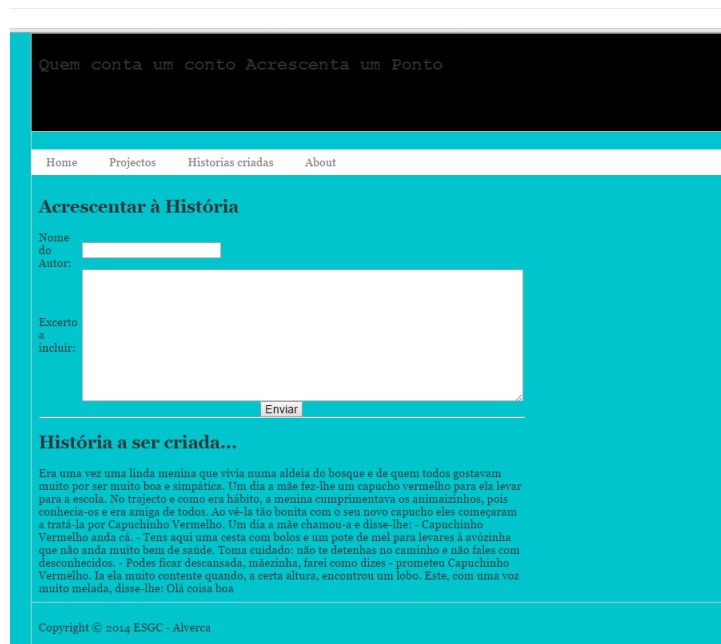 Quem conta um conto Acrescenta um Ponto
Home Projectos Historias criadas About
Acrescentar à História
Nome
do
Autor:
Excerto
a
incluir:
Enviar
História a ser criada...
Era uma vez uma linda menina que vivia numa aldeia do bosque e de quem todos gostavam
muito por ser muito boa e simpática. Um dia a mãe fez-lhe um capucho vermelho para ela levar
para a escola. No trajecto e como era hábito, a menina cumprimentava os animaizinhos, pois
conhecia-os e era amiga de todos. Ao vê-la tão bonita com o seu novo capucho eles começaram
a tratá-la por Capuchinho Vermelho. Um dia a mãe chamou-a e disse-lhe: - Capuchinho
Vermelho anda cá. - Tens aqui uma cesta com bolos e um pote de mel para levares à avózinha
que não anda muito bem de saúde. Toma cuidado: não te detenhas no caminho e não fales com
desconhecidos. - Podes ficar descansada, mãezinha, farei como dizes - prometeu Capuchinho
Vermelho. Ia ela muito contente quando, a certa altura, encontrou um lobo. Este, com uma voz
muito melada, disse-lhe: Olá coisa boa
Copyright © 2014 ESGC - Alverca